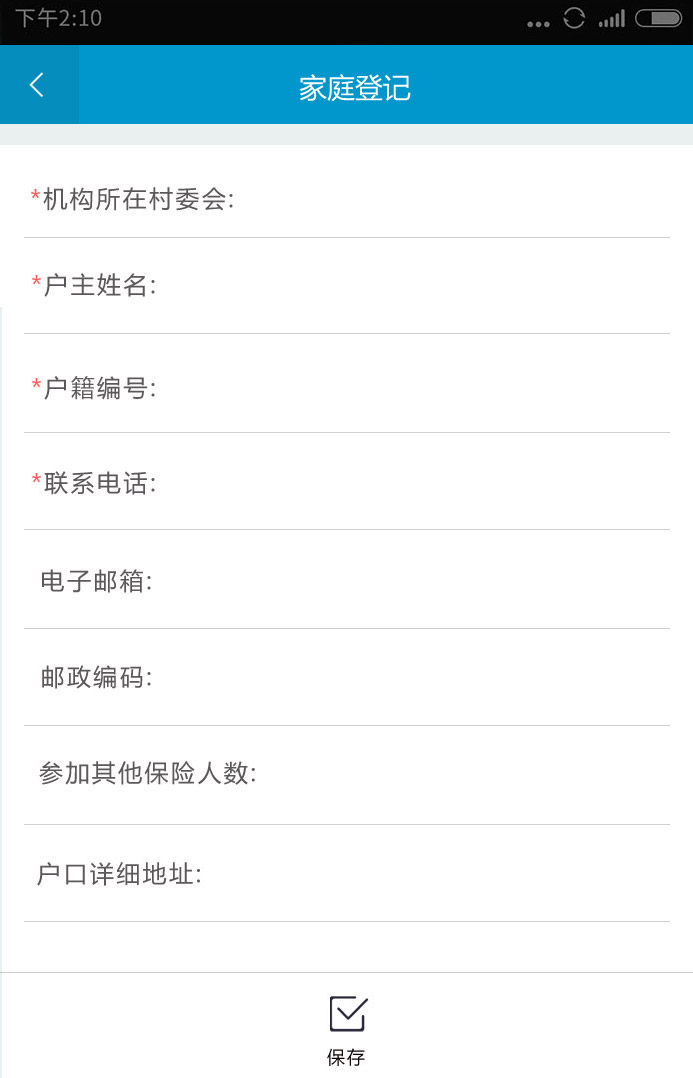 下午2:10
家庭登记
*机构所在村委会:
*户主姓名:
*户籍编号:
*联系电话:
电子邮箱:
邮政编码:
参加其他保险人数:
户口详细地址:
保存